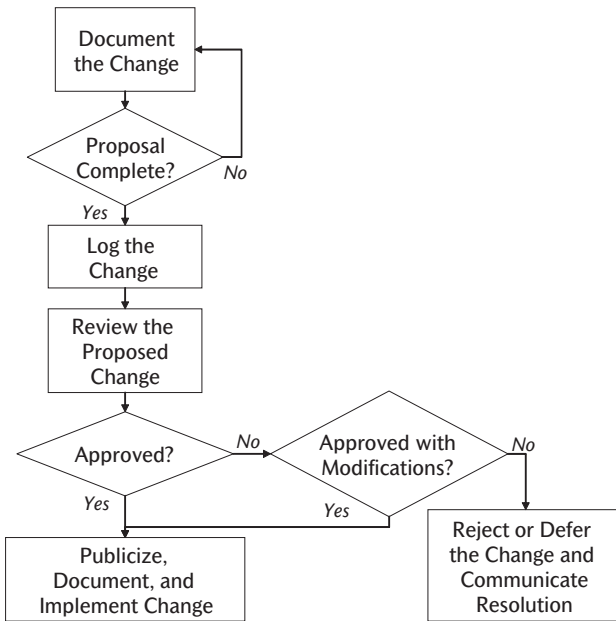 Document
the Change
Proposal
Complete?
No
Yes
Log the
Change
Review the
Proposed
Change
Approved?
No
Approved with
Modifications?
No
Yes
Yes
Publicize,
Document, and
Implement Change
Reject or Defer
the Change and
Communicate
Resolution